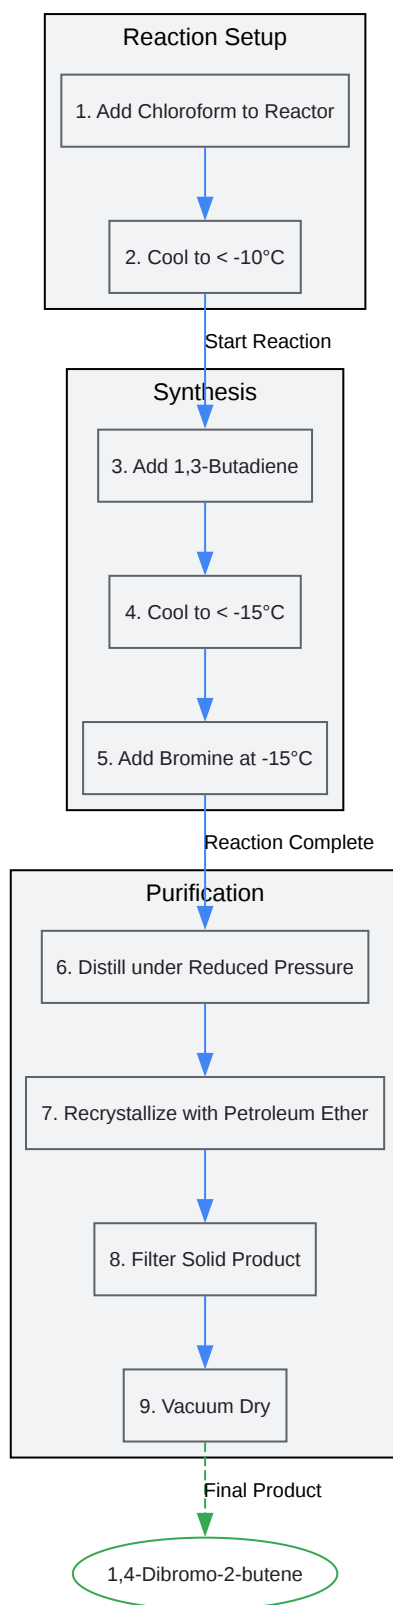 Reaction Setup
1. Add Chloroform to Reactor
2. Cool to < -10°C
Start Reaction
Synthesis
3. Add 1,3-Butadiene
4. Cool to < -15°C
5. Add Bromine at -15°C
Reaction Complete
Purification
6. Distill under Reduced Pressure
7. Recrystallize with Petroleum Ether
8. Filter Solid Product
9. Vacuum Dry
Final Product
1,4-Dibromo-2-butene